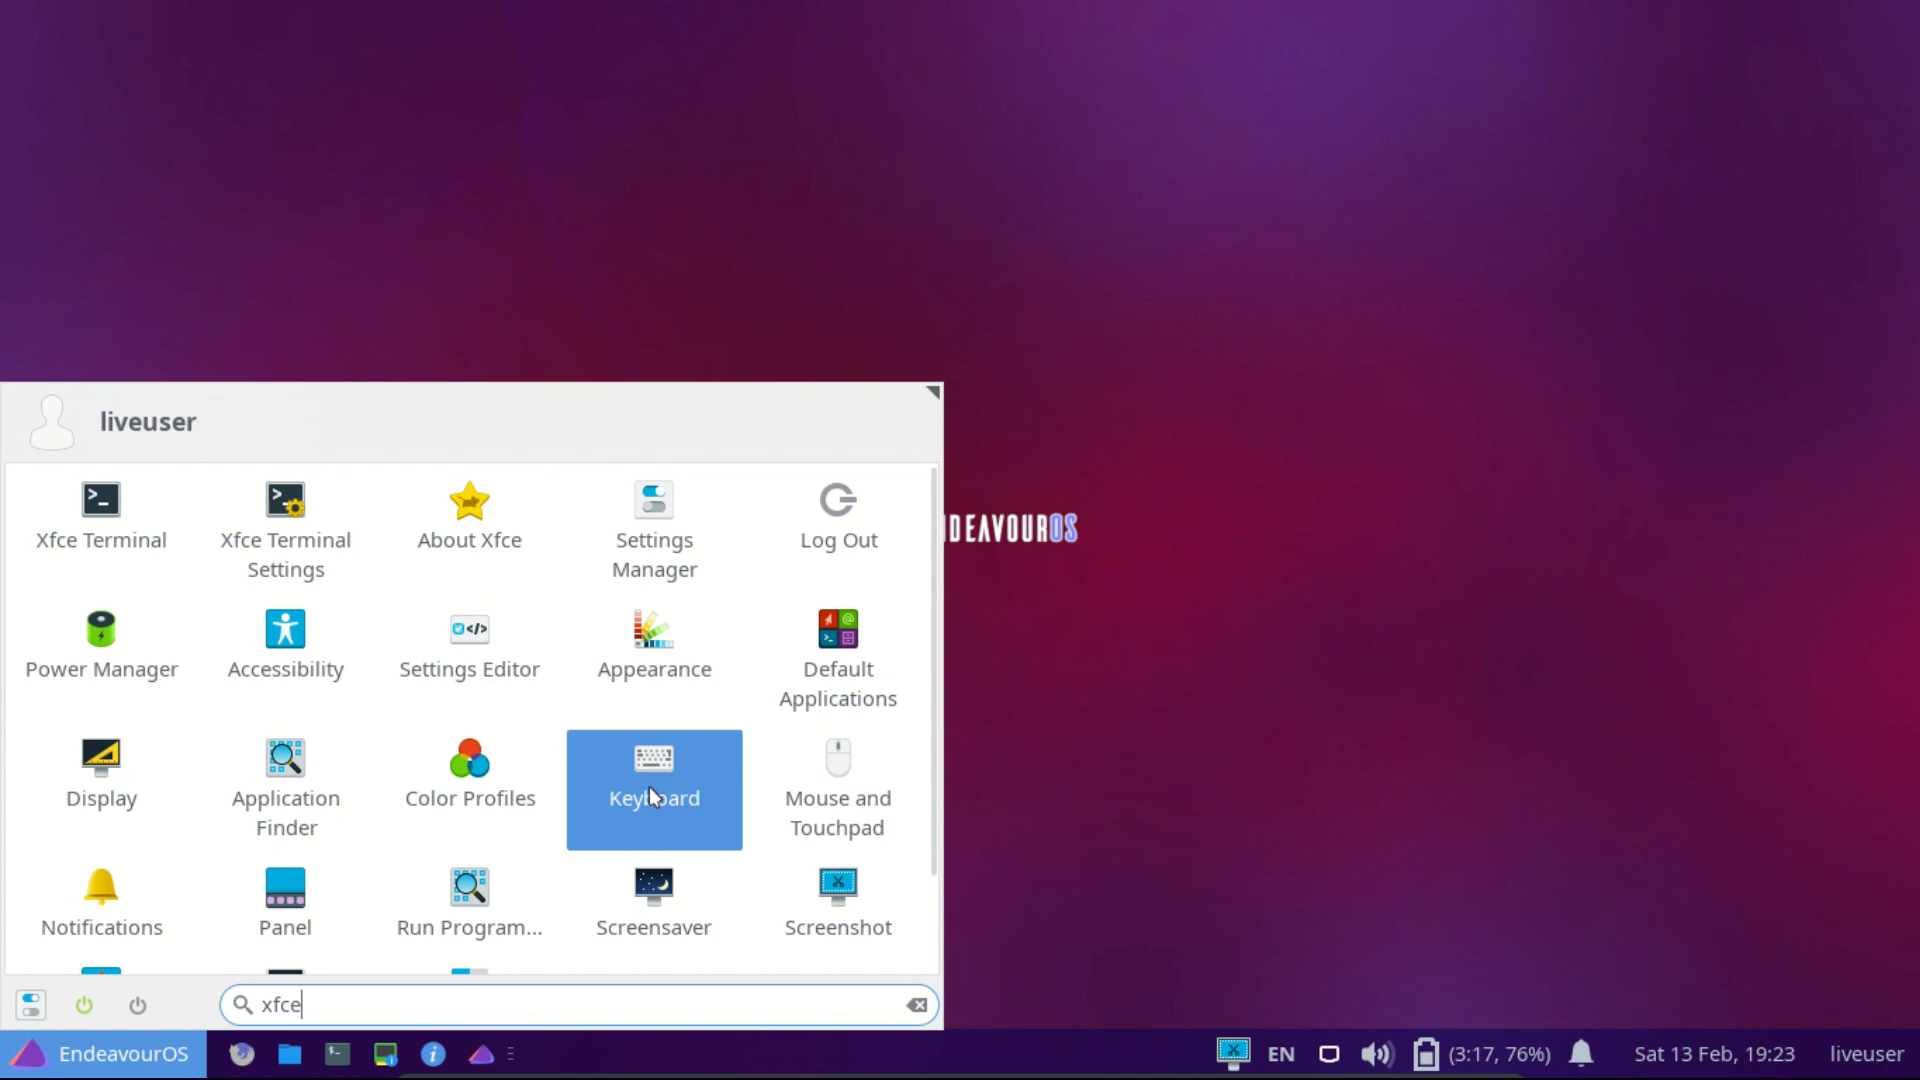 liveuser
Xfce Terminal
Xfce Terminal
Settings
About Xfce
Settings
Manager
Log Out
Power Manager
Accessibility
Settings Editor
Appearance
Default
Applications
Display
Application
Finder
Color Profiles
Keyboard
Mouse and
Touchpad
Notifications
Panel
Run Program...
Screensaver
Screenshot
xfce
NDEAVOUROS
EndeavourOS
EN
(3:17, 76%)
Sat 13 Feb, 19:23
liveuser